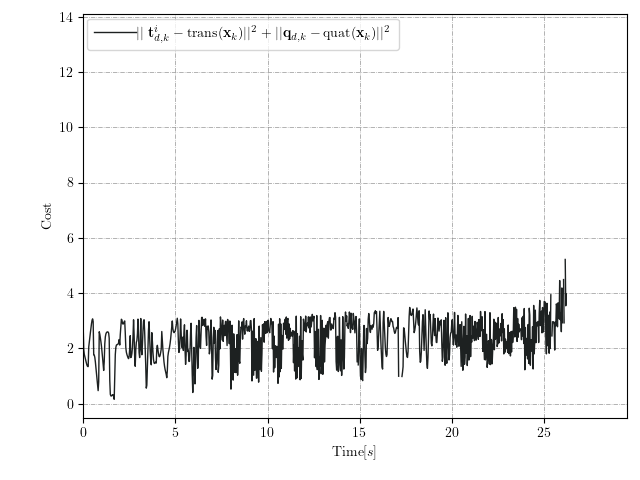 || t^i_{d,k} − trans(x_k)||² + ||q_{d,k} − quat(x_k)||²
14
12
10
8
6
4
2
0
Cost
0 5 10 15 20 25
Time[s]